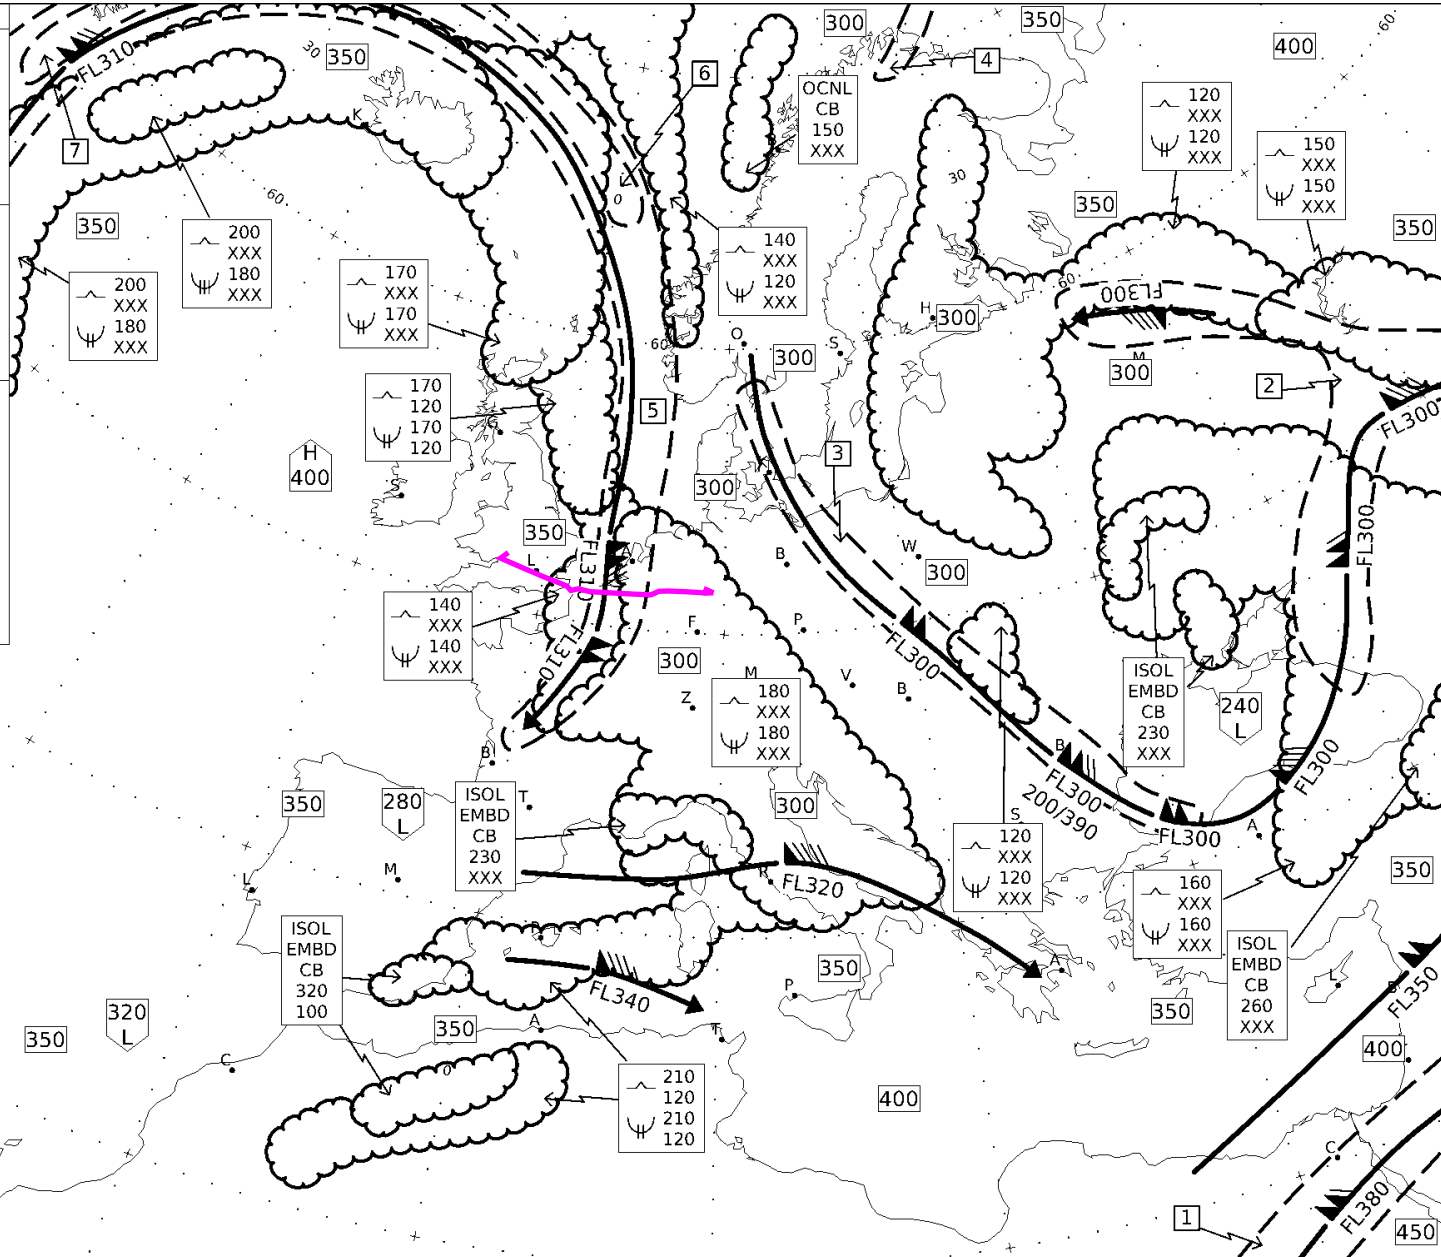 300
350
400
60
FL310
30
350
6
4
OCNL
CB
150
XXX
120
XXX
120
XXX
7
K
150
XXX
150
XXX
30
60
350
350
350
200
XXX
180
XXX
200
XXX
180
XXX
170
XXX
170
XXX
140
XXX
120
XXX
60
FL300
H
300
O
S
60
300
M
300
2
170
120
170
120
5
FL300
G
3
H
400
S
300
K
350
FL300
A
L
B
W
300
FL310
140
XXX
140
XXX
F
P
FL310
300
FL300
M
Z
V
B
180
XXX
180
XXX
ISOL
EMBD
CB
230
XXX
240
L
B
B
FL300
FL300
200/390
350
280
L
ISOL
EMBD
CB
230
XXX
T
300
S
FL300
A
120
XXX
120
XXX
M
L
R
FL320
350
160
XXX
160
XXX
ISOL
EMBD
CB
320
100
P
ISOL
EMBD
CB
260
XXX
350
A
L
FL340
P
FL350
320
L
350
350
A
T
350
400
C
210
120
210
120
400
C
1
FL380
450